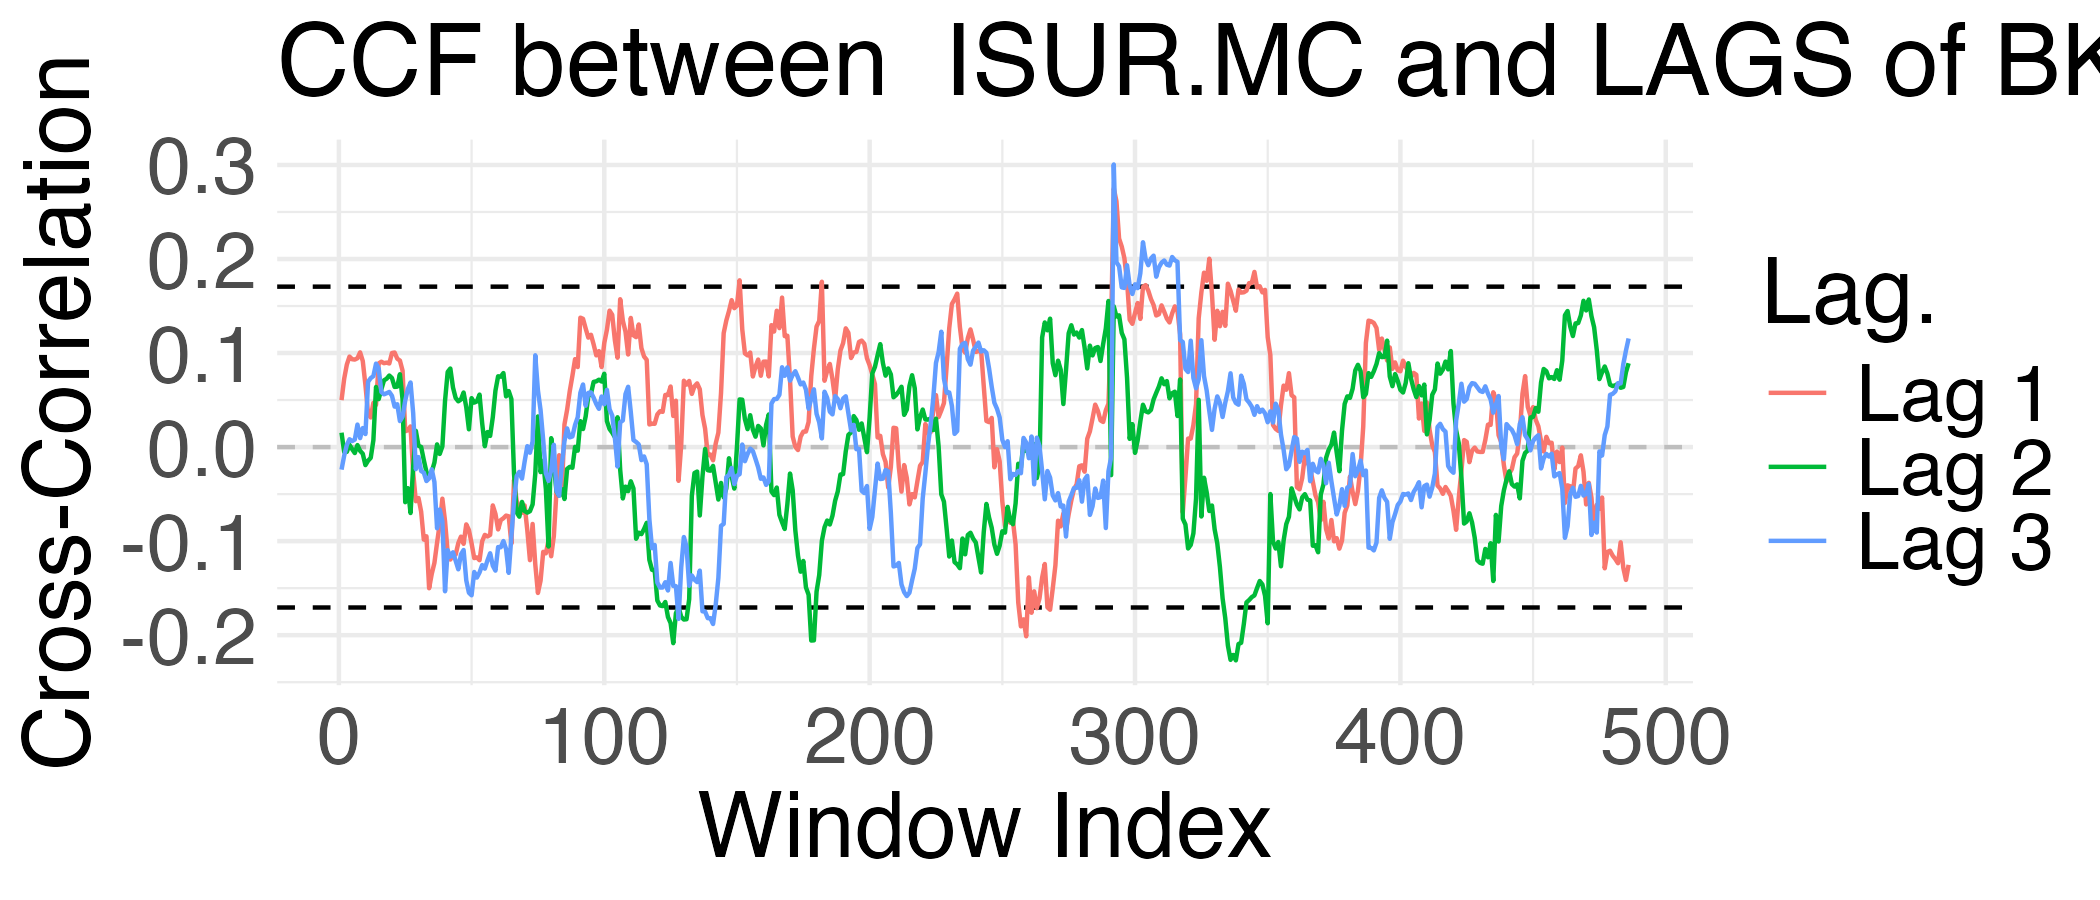 CCF between ISUR.MC and LAGS of BK
Cross-Correlation
0.3
0.2
0.1
0.0
-0.1
-0.2
0 100 200 300 400 500
Window Index
Lag.
Lag 1
Lag 2
Lag 3